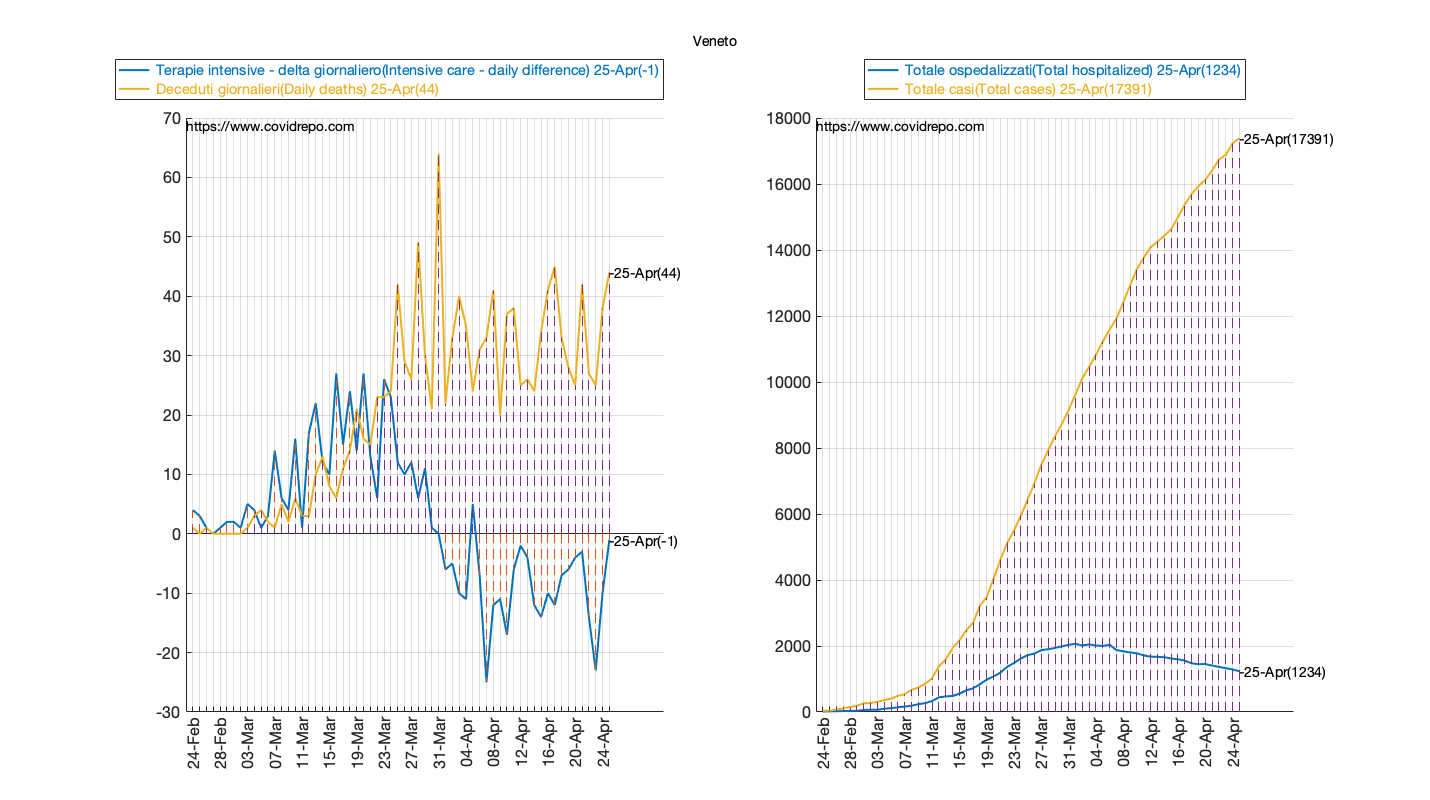 Veneto
Terapie intensive - delta giornaliero(Intensive care - daily difference) 25-Apr(-1)
Deceduti giornalieri(Daily deaths) 25-Apr(44)
https://www.covidrepo.com
70
60
50
40
30
20
10
0
-10
-20
-30
25-Apr(44)
25-Apr(-1)
24-Feb
28-Feb
03-Mar
07-Mar
11-Mar
15-Mar
19-Mar
23-Mar
27-Mar
31-Mar
04-Apr
08-Apr
12-Apr
16-Apr
20-Apr
24-Apr
Totale ospedalizzati(Total hospitalized) 25-Apr(1234)
Totale casi(Total cases) 25-Apr(17391)
https://www.covidrepo.com
18000
16000
14000
12000
10000
8000
6000
4000
2000
0
25-Apr(17391)
25-Apr(1234)
24-Feb
28-Feb
03-Mar
07-Mar
11-Mar
15-Mar
19-Mar
23-Mar
27-Mar
31-Mar
04-Apr
08-Apr
12-Apr
16-Apr
20-Apr
24-Apr